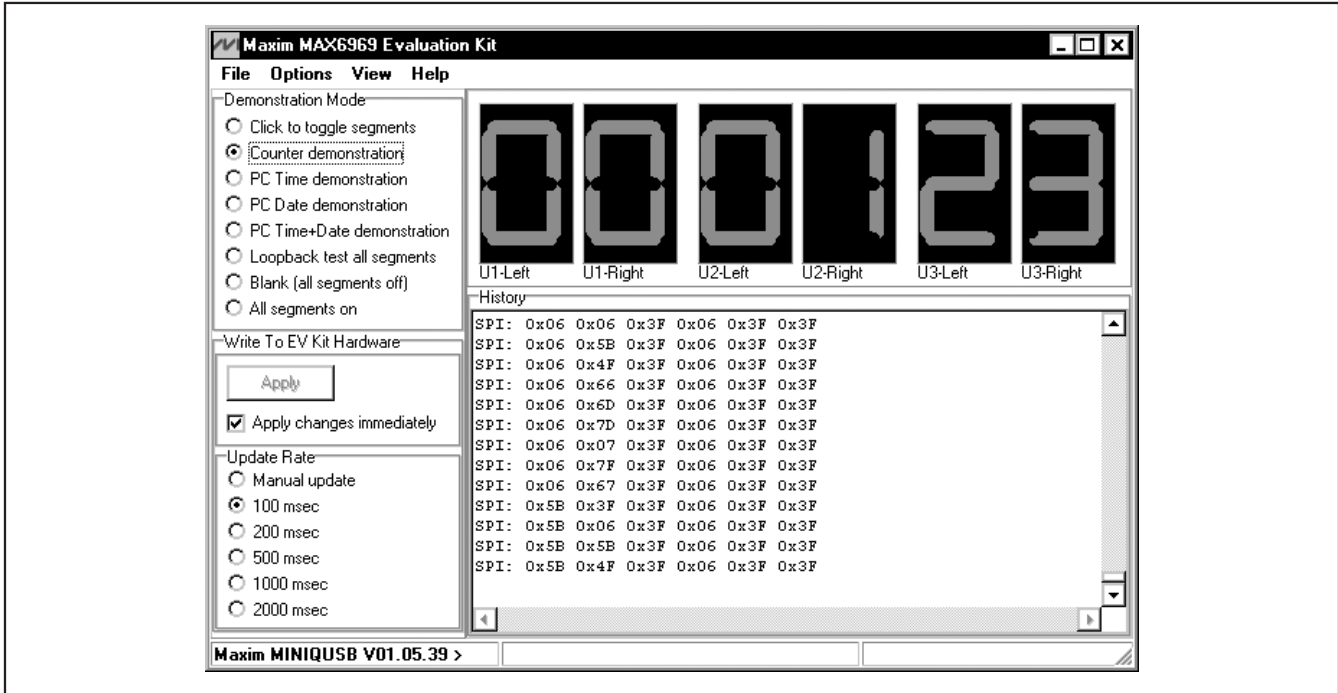 Maxim MAX6969 Evaluation Kit
File Options View Help
Demonstration Mode
Click to toggle segments
Counter demonstration
PC Time demonstration
PC Date demonstration
PC Time+Date demonstration
Loopback test all segments
Blank (all segments off)
All segments on
Write To EV Kit Hardware
Apply
Apply changes immediately
Update Rate
Manual update
100 msec
200 msec
500 msec
1000 msec
2000 msec
0 0 0 1 2 3
U1-Left U1-Right U2-Left U2-Right U3-Left U3-Right
History
SPI: 0x06 0x06 0x3F 0x06 0x3F 0x3F
SPI: 0x06 0x5B 0x3F 0x06 0x3F 0x3F
SPI: 0x06 0x4F 0x3F 0x06 0x3F 0x3F
SPI: 0x06 0x66 0x3F 0x06 0x3F 0x3F
SPI: 0x06 0x6D 0x3F 0x06 0x3F 0x3F
SPI: 0x06 0x7D 0x3F 0x06 0x3F 0x3F
SPI: 0x06 0x07 0x3F 0x06 0x3F 0x3F
SPI: 0x06 0x7F 0x3F 0x06 0x3F 0x3F
SPI: 0x06 0x67 0x3F 0x06 0x3F 0x3F
SPI: 0x5B 0x3F 0x3F 0x06 0x3F 0x3F
SPI: 0x5B 0x06 0x3F 0x06 0x3F 0x3F
SPI: 0x5B 0x5B 0x3F 0x06 0x3F 0x3F
SPI: 0x5B 0x4F 0x3F 0x06 0x3F 0x3F
Maxim MINIQUSB V01.05.39 >